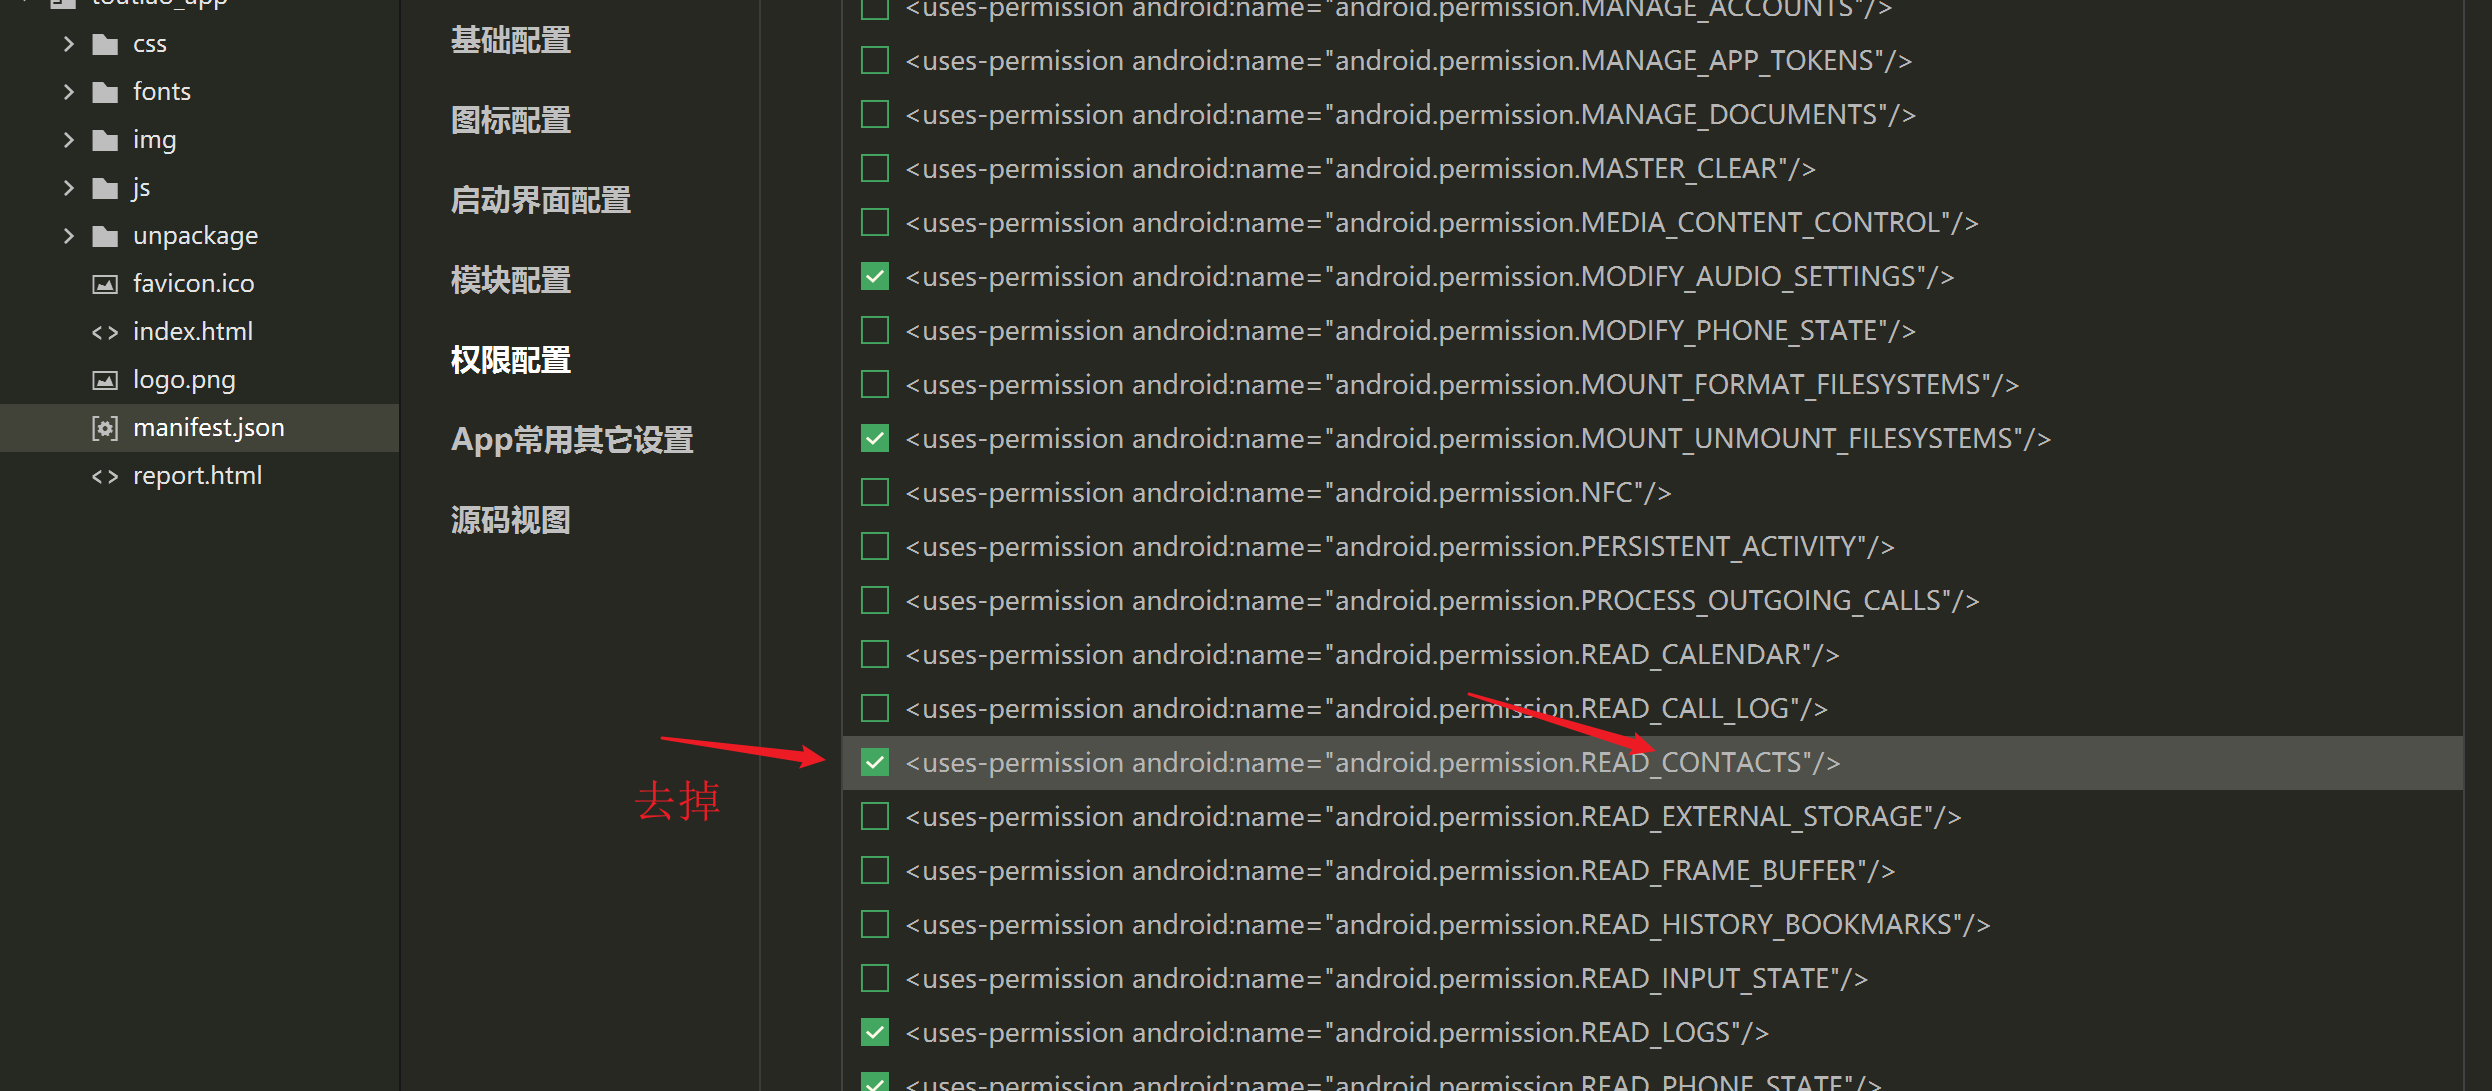 toutiao_app
css
fonts
img
js
unpackage
favicon.ico
index.html
logo.png
manifest.json
report.html
基础配置
图标配置
启动界面配置
模块配置
权限配置
App常用其它设置
源码视图
<uses-permission android:name="android.permission.MANAGE_ACCOUNTS"/>
<uses-permission android:name="android.permission.MANAGE_APP_TOKENS"/>
<uses-permission android:name="android.permission.MANAGE_DOCUMENTS"/>
<uses-permission android:name="android.permission.MASTER_CLEAR"/>
<uses-permission android:name="android.permission.MEDIA_CONTENT_CONTROL"/>
<uses-permission android:name="android.permission.MODIFY_AUDIO_SETTINGS"/>
<uses-permission android:name="android.permission.MODIFY_PHONE_STATE"/>
<uses-permission android:name="android.permission.MOUNT_FORMAT_FILESYSTEMS"/>
<uses-permission android:name="android.permission.MOUNT_UNMOUNT_FILESYSTEMS"/>
<uses-permission android:name="android.permission.NFC"/>
<uses-permission android:name="android.permission.PERSISTENT_ACTIVITY"/>
<uses-permission android:name="android.permission.PROCESS_OUTGOING_CALLS"/>
<uses-permission android:name="android.permission.READ_CALENDAR"/>
<uses-permission android:name="android.permission.READ_CALL_LOG"/>
<uses-permission android:name="android.permission.READ_CONTACTS"/>
去掉
<uses-permission android:name="android.permission.READ_EXTERNAL_STORAGE"/>
<uses-permission android:name="android.permission.READ_FRAME_BUFFER"/>
<uses-permission android:name="android.permission.READ_HISTORY_BOOKMARKS"/>
<uses-permission android:name="android.permission.READ_INPUT_STATE"/>
<uses-permission android:name="android.permission.READ_LOGS"/>
<uses-permission android:name="android.permission.READ_PHONE_STATE"/>